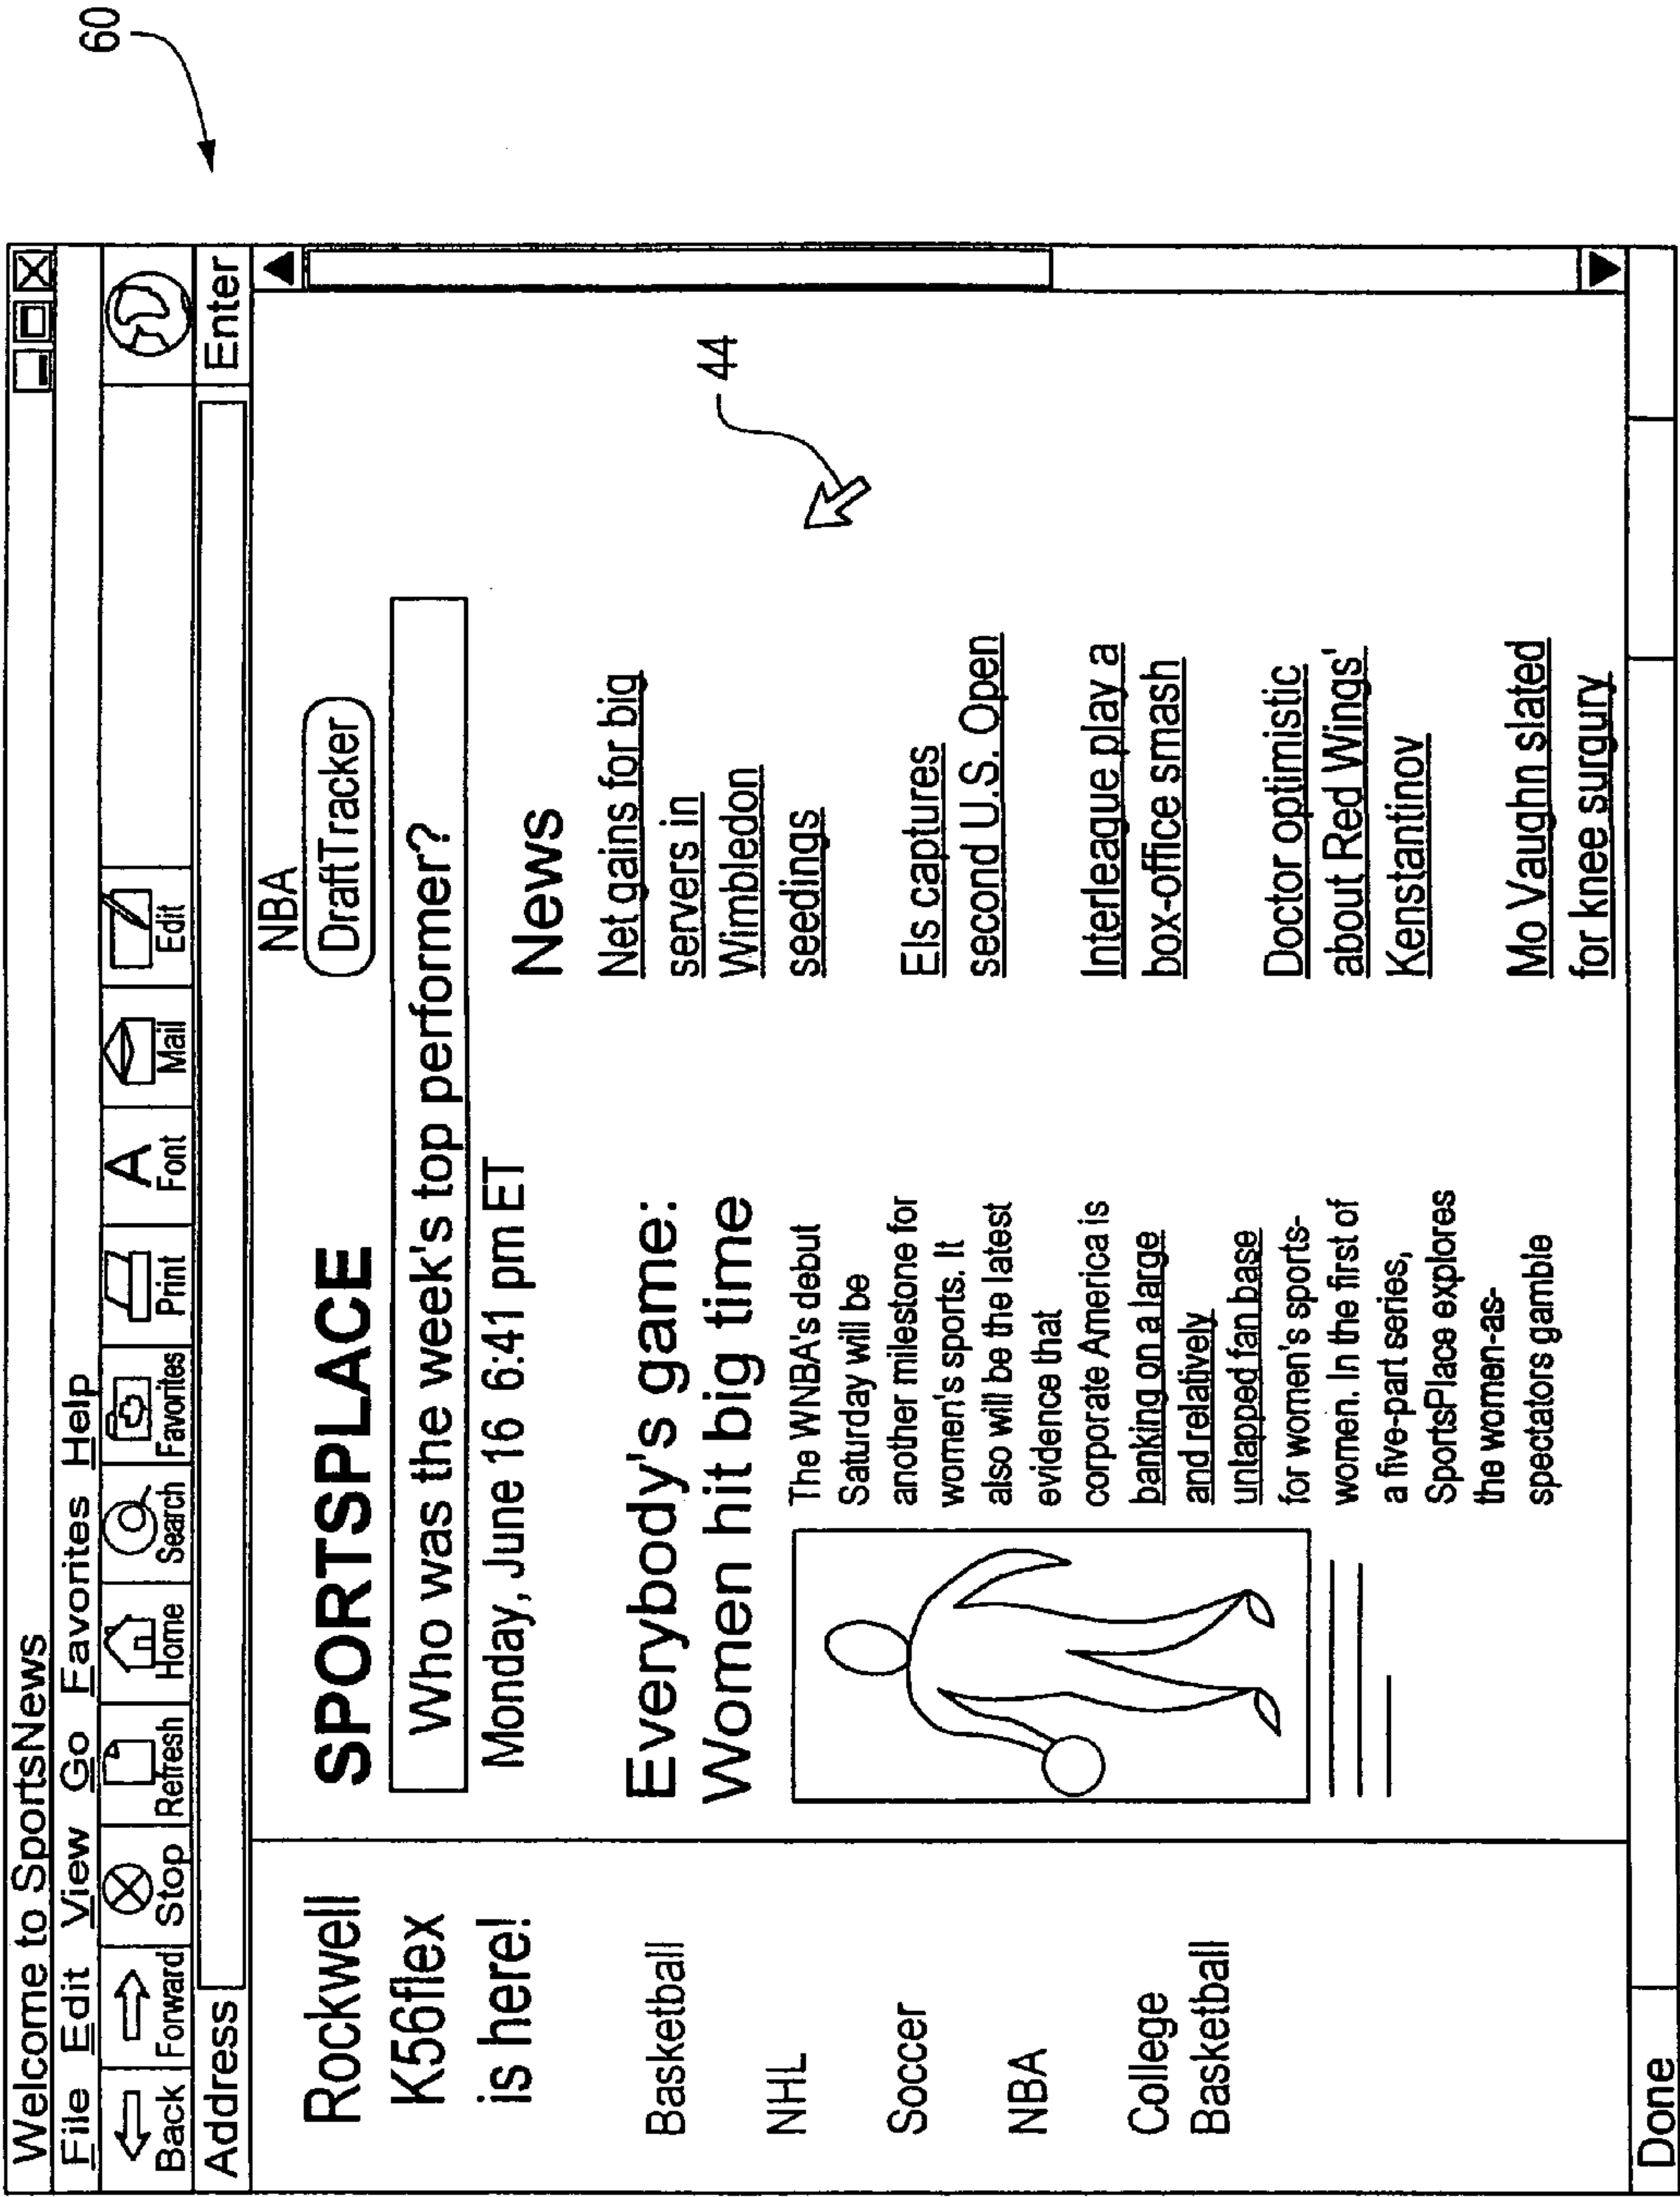 60
Welcome to SportsNews
File Edit View Go Favorites Help
Back Forward Stop Refresh Home Search Favorites Print Font Mail Edit
Address Enter
Rockwell
K56flex
is here!
Basketball
NHL
Soccer
NBA
College
Basketball
SPORTSPLACE
NBA
DraftTracker
Who was the week's top performer?
Monday, June 16 6:41 pm ET
Everybody's game:
Women hit big time
The WNBA's debut
Saturday will be
another milestone for
women's sports. It
also will be the latest
evidence that
corporate America is
banking on a large
and relatively
untapped fan base
for women's sports-
women. In the first of
a five-part series,
SportsPlace explores
the women-as-
spectators gamble
News
Net gains for big
servers in
Wimbledon
seedings
Els captures
second U.S. Open
Interleague play a
box-office smash
Doctor optimistic
about Red Wings'
Kenstantinov
Mo Vaughn slated
for knee surgury
44
Done